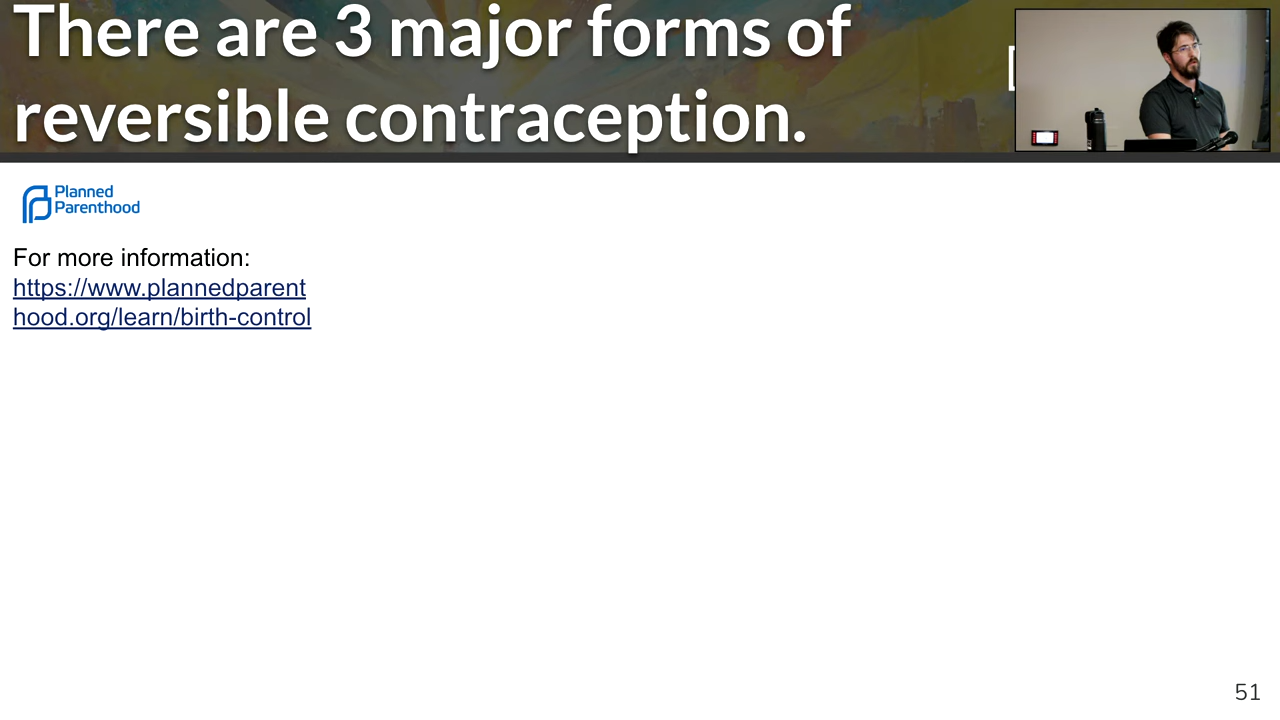 There are 3 major forms of
reversible contraception.
Planned
Parenthood
For more information:
https://www.plannedparent
hood.org/learn/birth-control
51